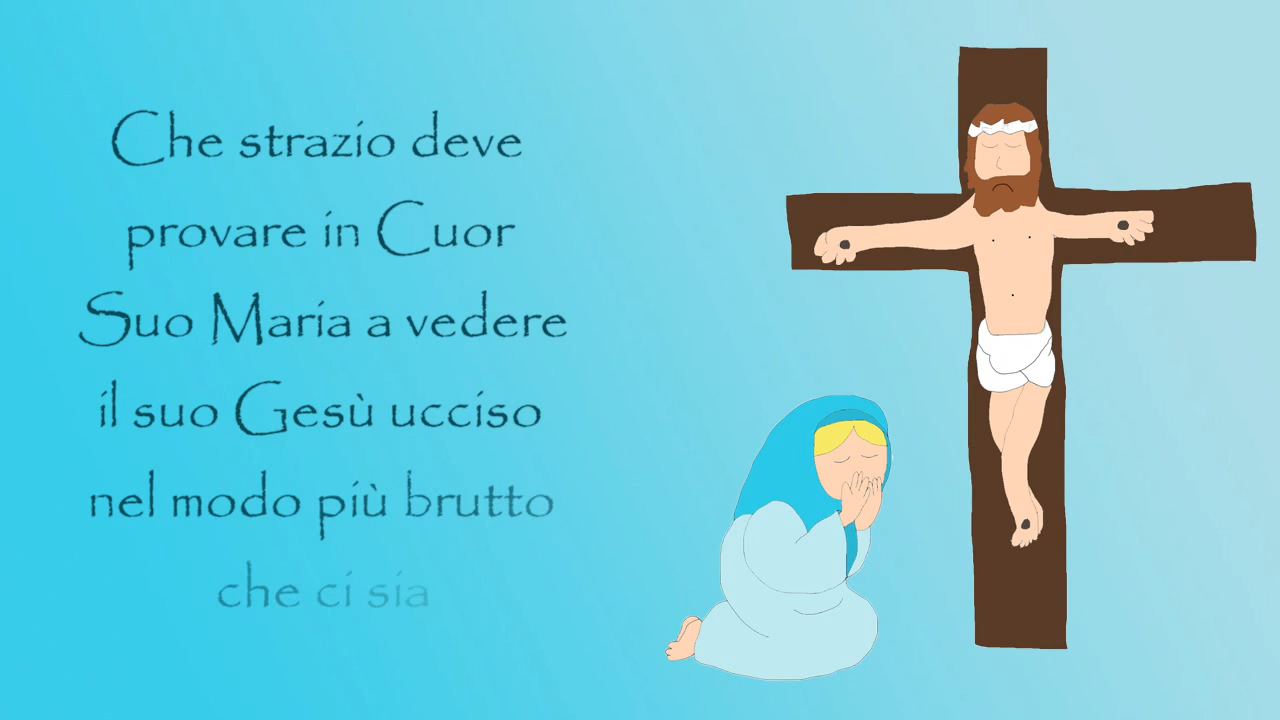 Che strazio deve
provare in Cuor
Suo Maria a vedere
il suo Gesù ucciso
nel modo più brutto
che ci sia